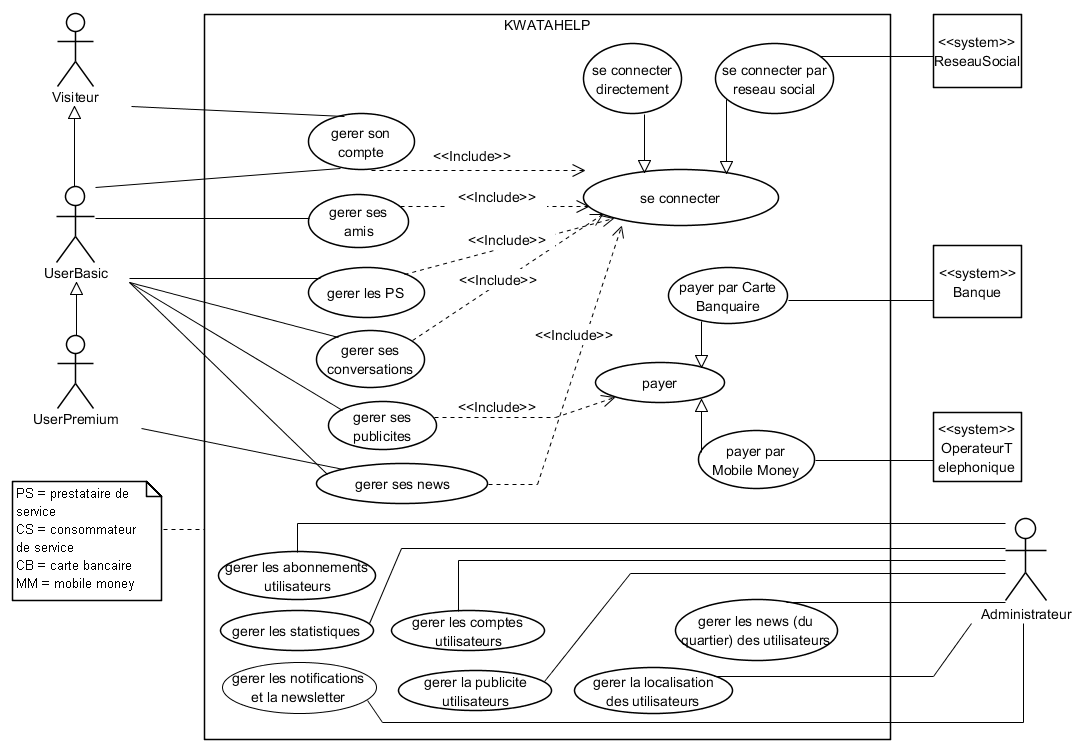 KWATAHELP
Visiteur
UserBasic
UserPremium
se connecter
directement
se connecter par
reseau social
<<system>>
ReseauSocial
gerer son
compte
<<Include>>
se connecter
gerer ses
amis
<<Include>>
gerer les PS
<<Include>>
gerer ses
conversations
<<Include>>
payer par Carte
Banquaire
<<system>>
Banque
<<Include>>
payer
gerer ses
publicites
<<Include>>
payer par
Mobile Money
<<system>>
OperateurT
elephonique
gerer ses news
PS = prestataire de
service
CS = consommateur
de service
CB = carte bancaire
MM = mobile money
gerer les abonnements
utilisateurs
gerer les statistiques
gerer les comptes
utilisateurs
gerer les news (du
quartier) des utilisateurs
Administrateur
gerer les notifications
et la newsletter
gerer la publicite
utilisateurs
gerer la localisation
des utilisateurs